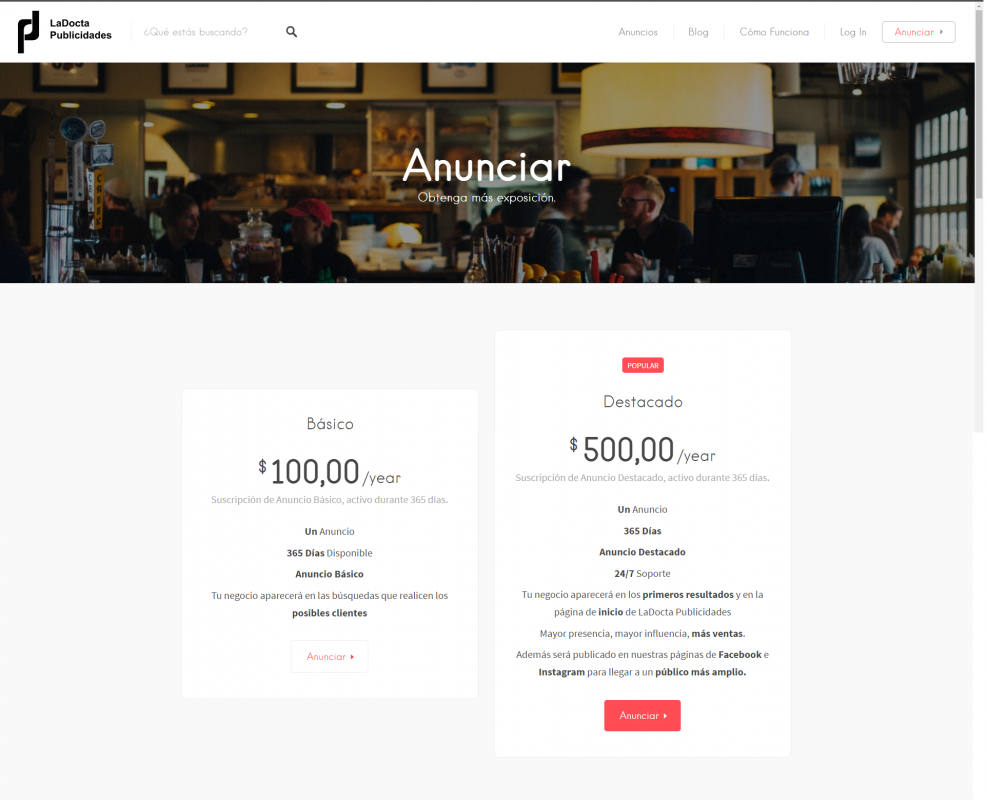 LaDocta
Publicidades
¿Qué estás buscando?
Anuncios
Blog
Cómo Funciona
Log In
Anunciar
Anunciar
Obtenga más exposición.
Básico
$100,00/year
Suscripción de Anuncio Básico, activo durante 365 días.
Un Anuncio
365 Días Disponible
Anuncio Básico
Tu negocio aparecerá en las búsquedas que realicen los
posibles clientes
Anunciar
POPULAR
Destacado
$500,00/year
Suscripción de Anuncio Destacado, activo durante 365 días.
Un Anuncio
365 Días
Anuncio Destacado
24/7 Soporte
Tu negocio aparecerá en los primeros resultados y en la
página de inicio de LaDocta Publicidades
Mayor presencia, mayor influencia, más ventas.
Además será publicado en nuestras páginas de Facebook e
Instagram para llegar a un público más amplio.
Anunciar